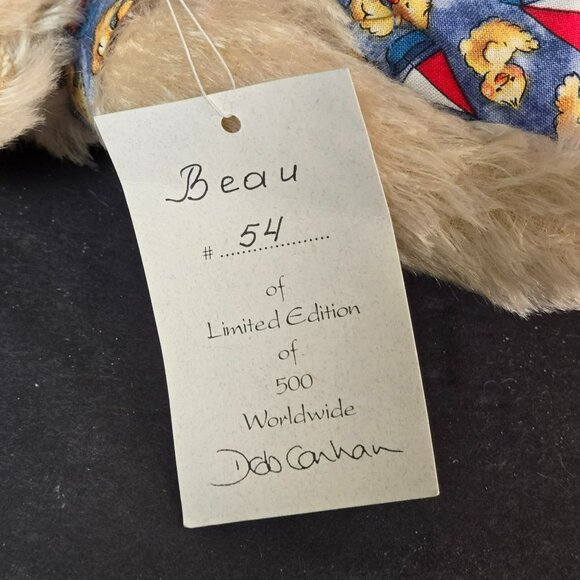 Beau
# 54
of
Limited Edition
of
500
Worldwide
Deb Canham